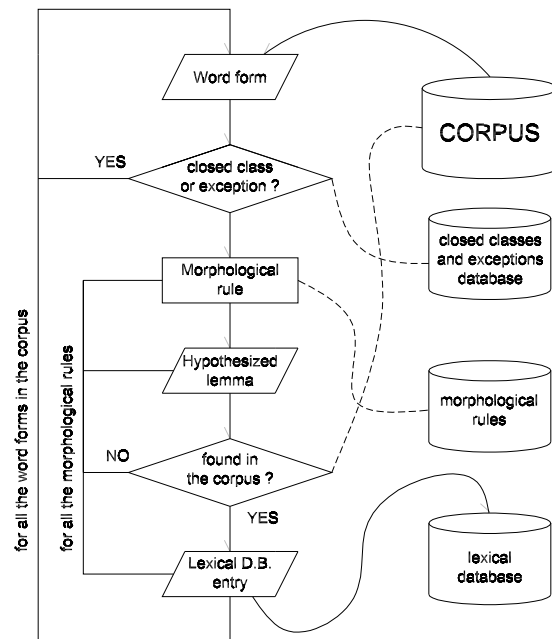 Word form
CORPUS
YES
closed class
or exception ?
closed classes
and exceptions
database
Morphological
rule
Hypothesized
lemma
morphological
rules
NO
found in
the corpus ?
YES
Lexical D.B.
entry
lexical
database
for all the word forms in the corpus
for all the morphological rules